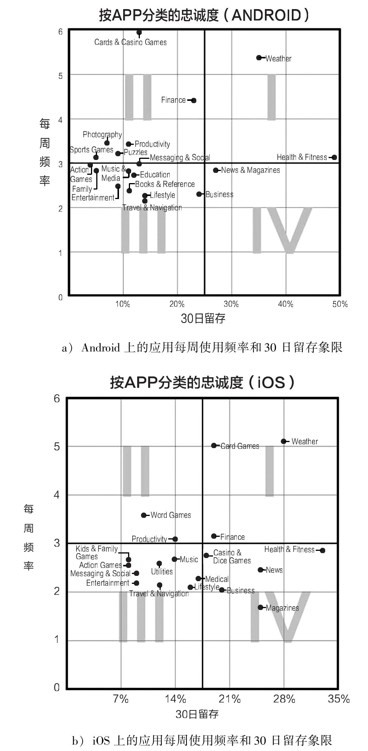 按APP分类的忠诚度（ANDROID）
6
Cards & Casino Games
Weather
5
II
I
Finance
每周频率
4
Photography
Productivity
Sports Games
Puzzles
Messaging & Social
Health & Fitness
3
Action Games
Music & Media
Education
News & Magazines
Family
Books & Reference
Entertainment
Lifestyle
Business
2
Travel & Navigation
III
IV
1
0
10%
20%
30%
40%
50%
30日留存
a）Android 上的应用每周使用频率和 30 日留存象限
按APP分类的忠诚度（iOS）
6
5
Card Games
Weather
II
I
4
每周频率
Word Games
Productivity
Finance
3
Kids & Family Games
Music
Casino & Dice Games
Health & Fitness
Action Games
Utilities
News
Messaging & Social
Medical
Entertainment
Lifestyle
2
Travel & Navigation
Business
III
IV
Magazines
1
0
7%
14%
21%
28%
35%
30日留存
b）iOS 上的应用每周使用频率和 30 日留存象限